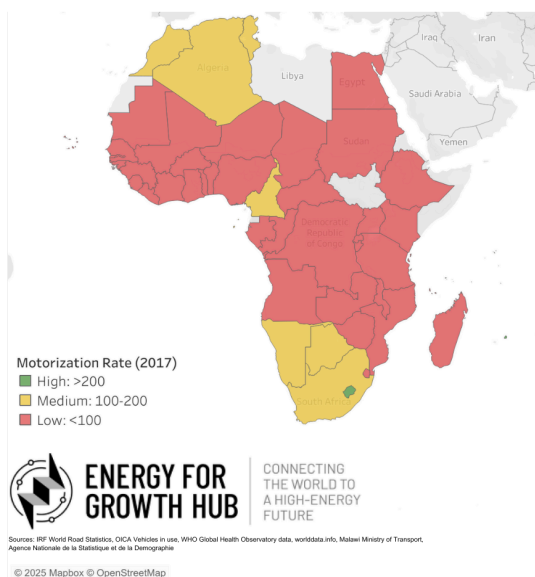 Iraq
Iran
Algeria
Libya
Egypt
Saudi Arabia
Sudan
Yemen
Democratic
Republic
of Congo
South Africa
Motorization Rate (2017)
High: >200
Medium: 100-200
Low: <100
ENERGY FOR
GROWTH HUB
CONNECTING
THE WORLD TO
A HIGH-ENERGY
FUTURE
Sources: IRF World Road Statistics, OICA Vehicles in use, WHO Global Health Observatory data, worlddata.info, Malawi Ministry of Transport,
Agence Nationale de la Statistique et de la Demographie
© 2025 Mapbox © OpenStreetMap